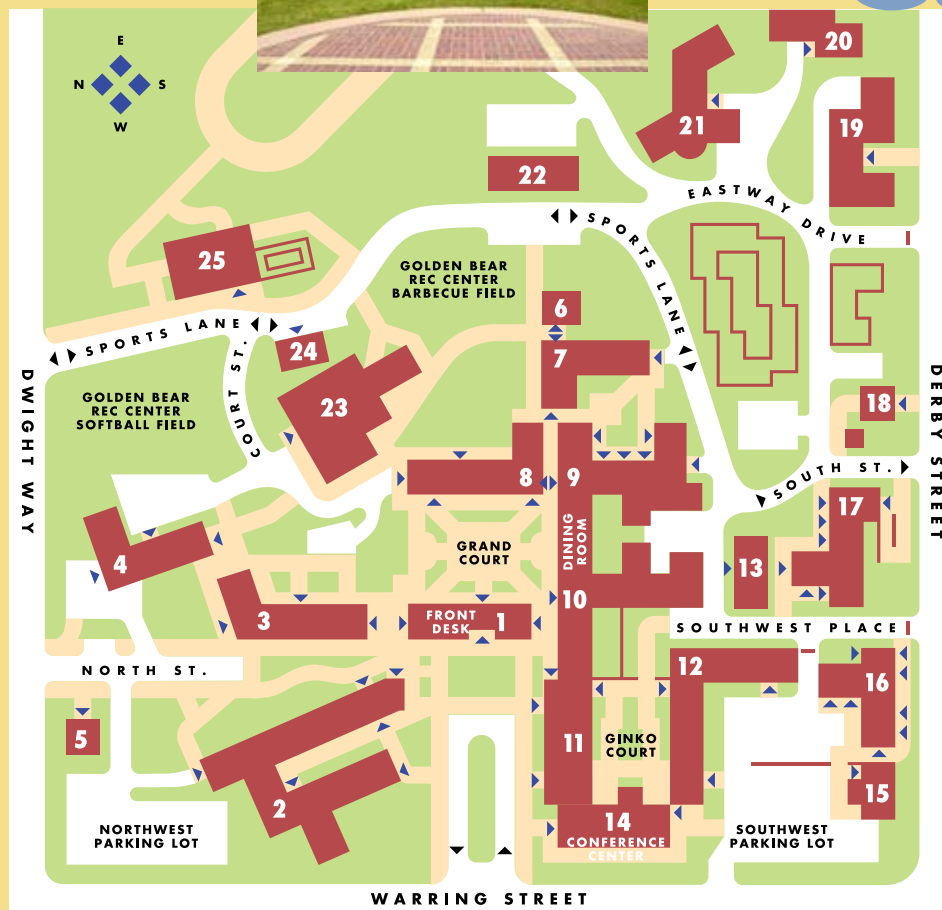 E
N S
W
20
21
19
22
EASTWAY DRIVE
SPORTS LANE
25
GOLDEN BEAR
REC CENTER
BARBECUE FIELD
6
SPORTS LANE
24
7
COURT ST.
DWIGHT WAY
GOLDEN BEAR
REC CENTER
SOFTBALL FIELD
23
18
DERBY STREET
8
9
SOUTH ST.
17
DINING
ROOM
GRAND
COURT
4
13
10
3
FRONT
DESK
1
SOUTHWEST PLACE
NORTH ST.
12
16
5
11
GINKO
COURT
2
15
14
CONFERENCE
CENTER
NORTHWEST
PARKING LOT
SOUTHWEST
PARKING LOT
WARRING STREET